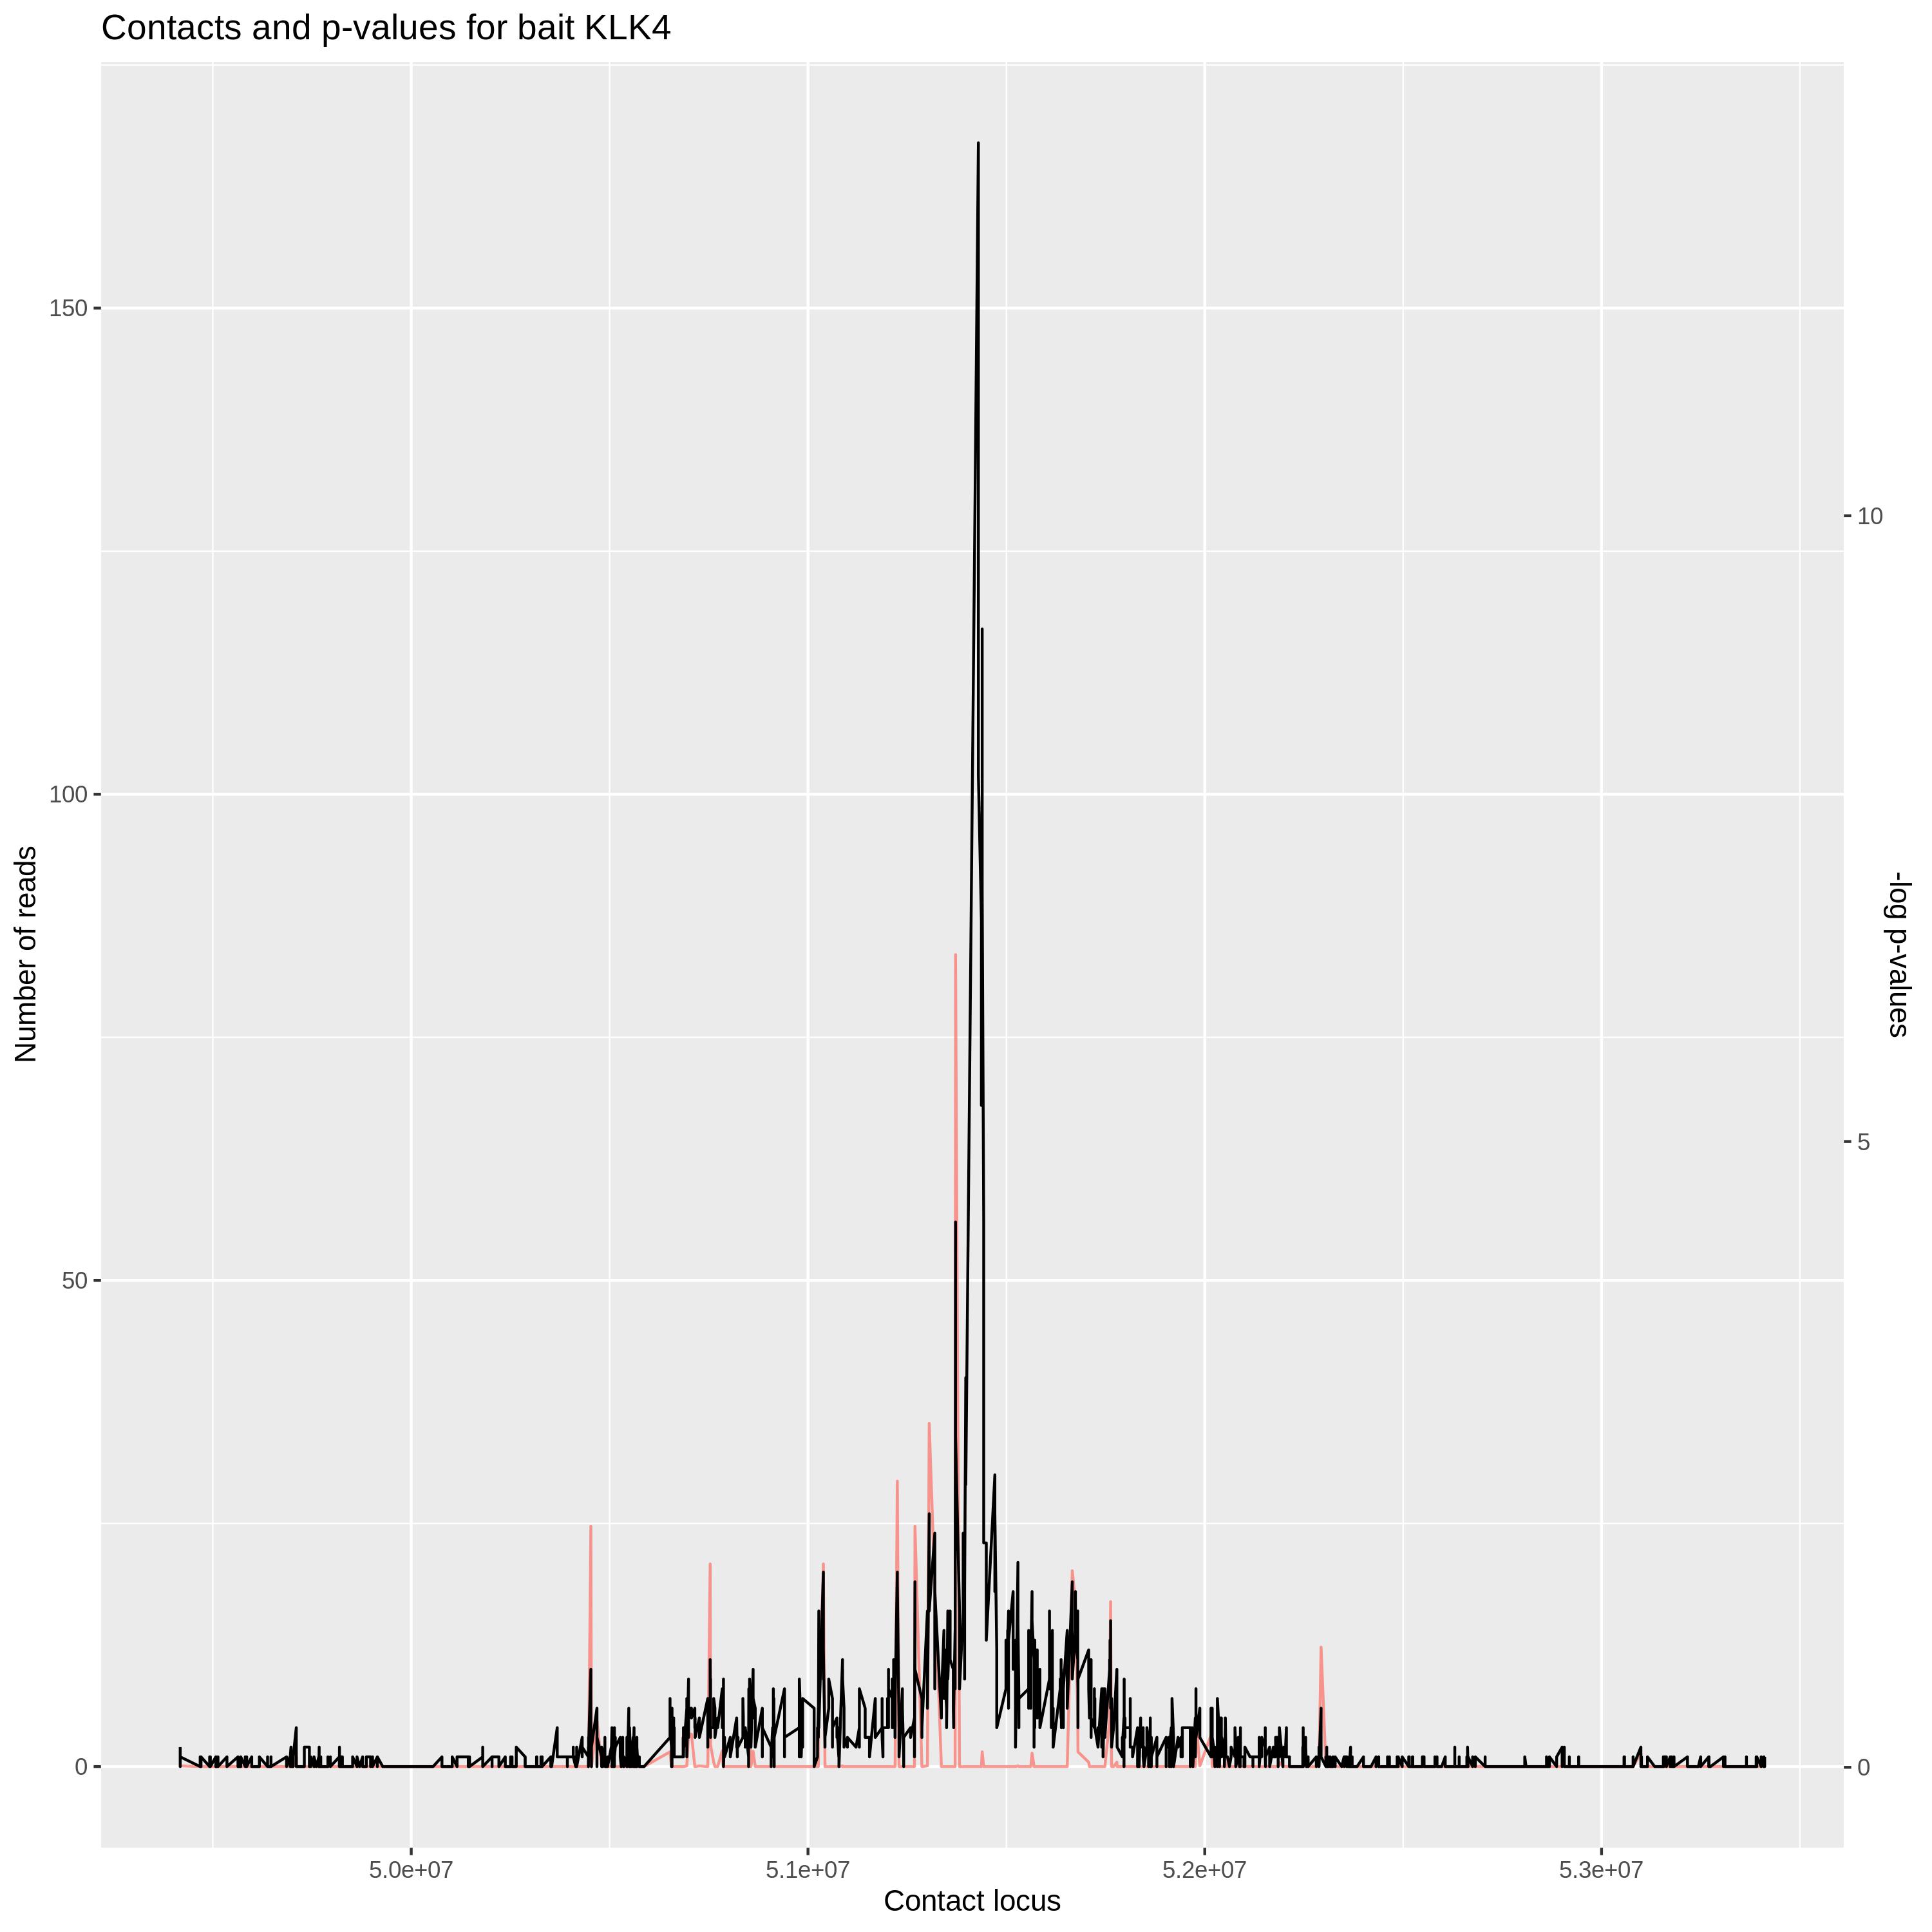 Contacts and p-values for bait KLK4
150
100
50
0
10
5
0
Number of reads
-log p-values
5.0e+07 5.1e+07 5.2e+07 5.3e+07
Contact locus